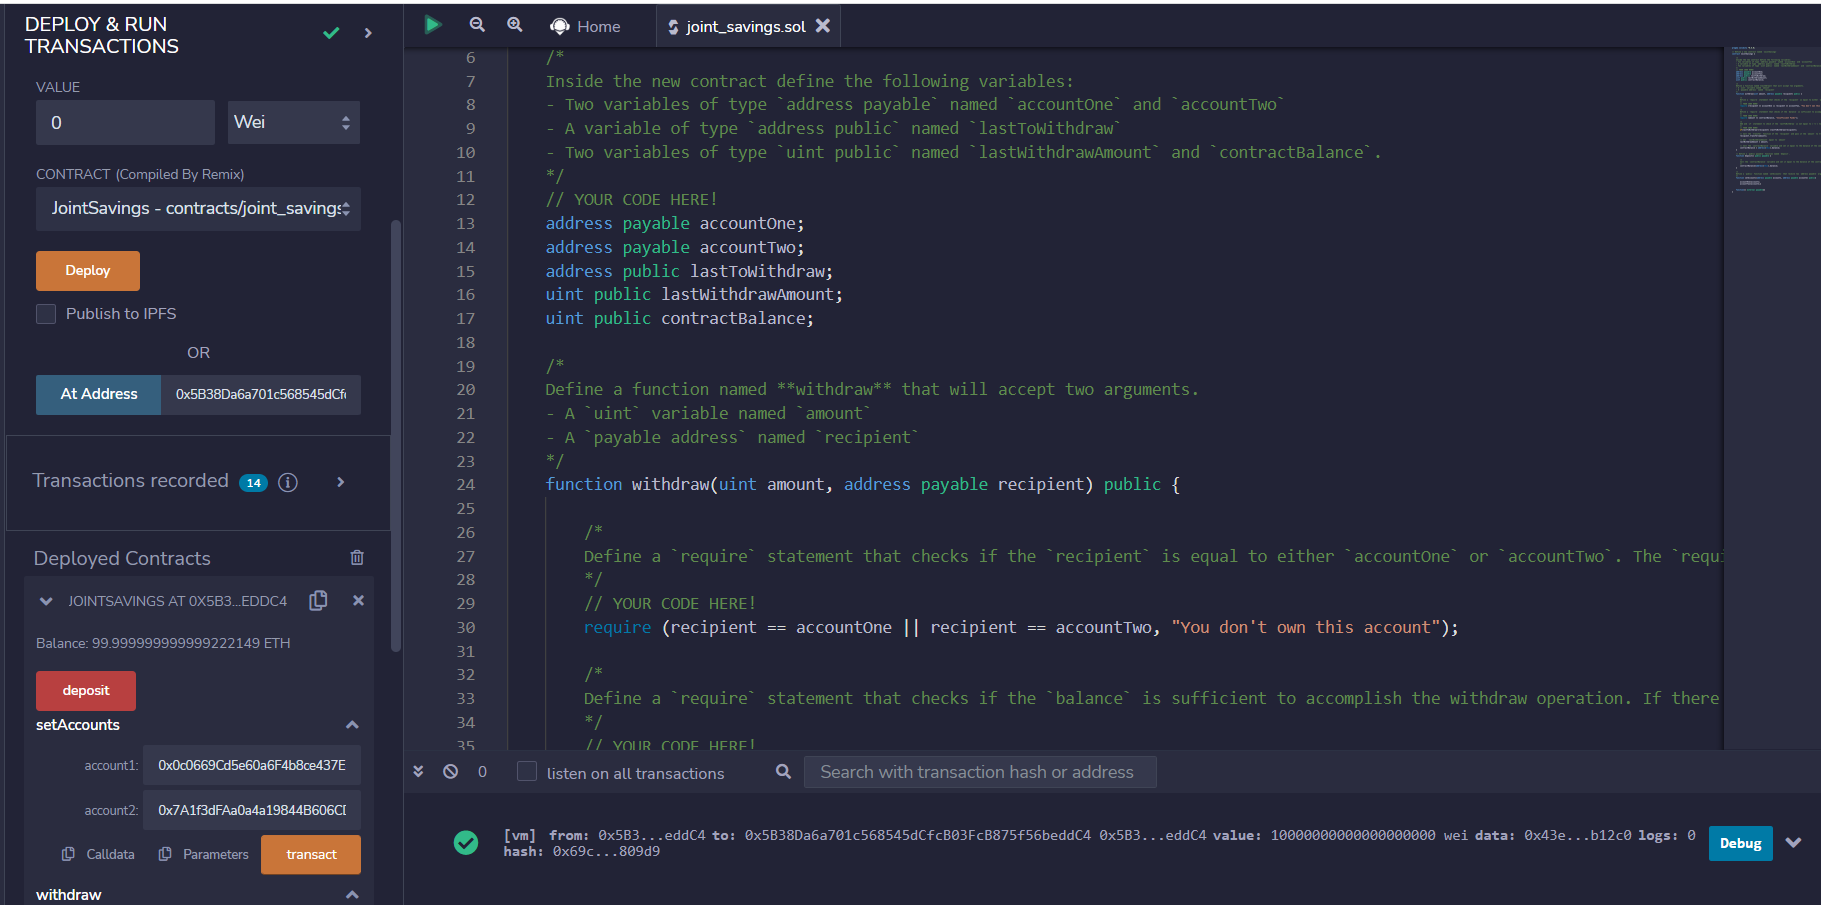 DEPLOY & RUN
TRANSACTIONS
VALUE
0
Wei
CONTRACT (Compiled By Remix)
JointSavings - contracts/joint_savings
Deploy
Publish to IPFS
OR
At Address
0x5B38Da6a701c568545dCf
Transactions recorded 14 i
Deployed Contracts
JOINTSAVINGS AT 0X5B3...EDDC4
Balance: 99.999999999999222149 ETH
deposit
setAccounts
account1: 0x0c0669Cd5e60a6F4b8ce437E
account2: 0x7A1f3dFAa0a4a19844B606C
Calldata Parameters transact
withdraw
Home
joint_savings.sol
6 /*
7 Inside the new contract define the following variables:
8 - Two variables of type `address payable` named `accountOne` and `accountTwo`
9 - A variable of type `address public` named `lastToWithdraw`
10 - Two variables of type `uint public` named `lastWithdrawAmount` and `contractBalance`.
11 */
12 // YOUR CODE HERE!
13 address payable accountOne;
14 address payable accountTwo;
15 address public lastToWithdraw;
16 uint public lastWithdrawAmount;
17 uint public contractBalance;
18
19 /*
20 Define a function named **withdraw** that will accept two arguments.
21 - A `uint` variable named `amount`
22 - A `payable address` named `recipient`
23 */
24 function withdraw(uint amount, address payable recipient) public {
25
26 /*
27 Define a `require` statement that checks if the `recipient` is equal to either `accountOne` or `accountTwo`. The `requi
28 */
29 // YOUR CODE HERE!
30 require (recipient == accountOne || recipient == accountTwo, "You don't own this account");
31
32 /*
33 Define a `require` statement that checks if the `balance` is sufficient to accomplish the withdraw operation. If there
34 */
35 // YOUR CODE HERE!
0
listen on all transactions
Search with transaction hash or address
[vm] from: 0x5B3...eddC4 to: 0x5B38Da6a701c568545dCfcB03FcB875f56beddC4 0x5B3...eddC4 value: 10000000000000000000 wei data: 0x43e...b12c0 logs: 0
hash: 0x69c...809d9
Debug